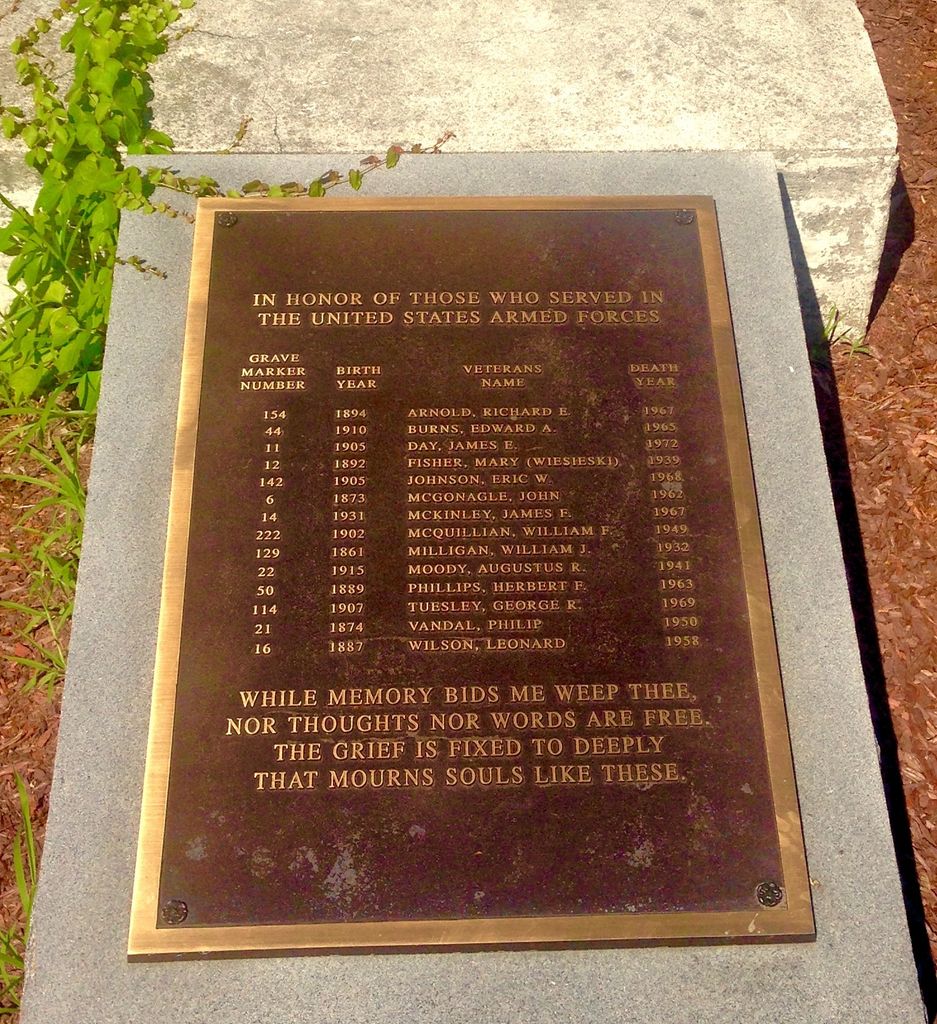 IN HONOR OF THOSE WHO SERVED IN
THE UNITED STATES ARMED FORCES
GRAVE MARKER NUMBER BIRTH YEAR VETERANS NAME DEATH YEAR
154 1894 ARNOLD, RICHARD E. 1967
44 1910 BURNS, EDWARD A. 1965
11 1905 DAY, JAMES E. 1972
12 1892 FISHER, MARY (WIESIESKI) 1939
142 1905 JOHNSON, ERIC W. 1968
6 1873 MCGONAGLE, JOHN 1962
14 1931 MCKINLEY, JAMES F. 1967
222 1902 MCQUILLIAN, WILLIAM F. 1949
129 1861 MILLIGAN, WILLIAM J. 1932
22 1915 MOODY, AUGUSTUS R. 1941
50 1889 PHILLIPS, HERBERT F. 1963
114 1907 TUESLEY, GEORGE R. 1969
21 1874 VANDAL, PHILIP 1950
16 1887 WILSON, LEONARD 1958
WHILE MEMORY BIDS ME WEEP THEE,
NOR THOUGHTS NOR WORDS ARE FREE.
THE GRIEF IS FIXED TO DEEPLY
THAT MOURNS SOULS LIKE THESE.